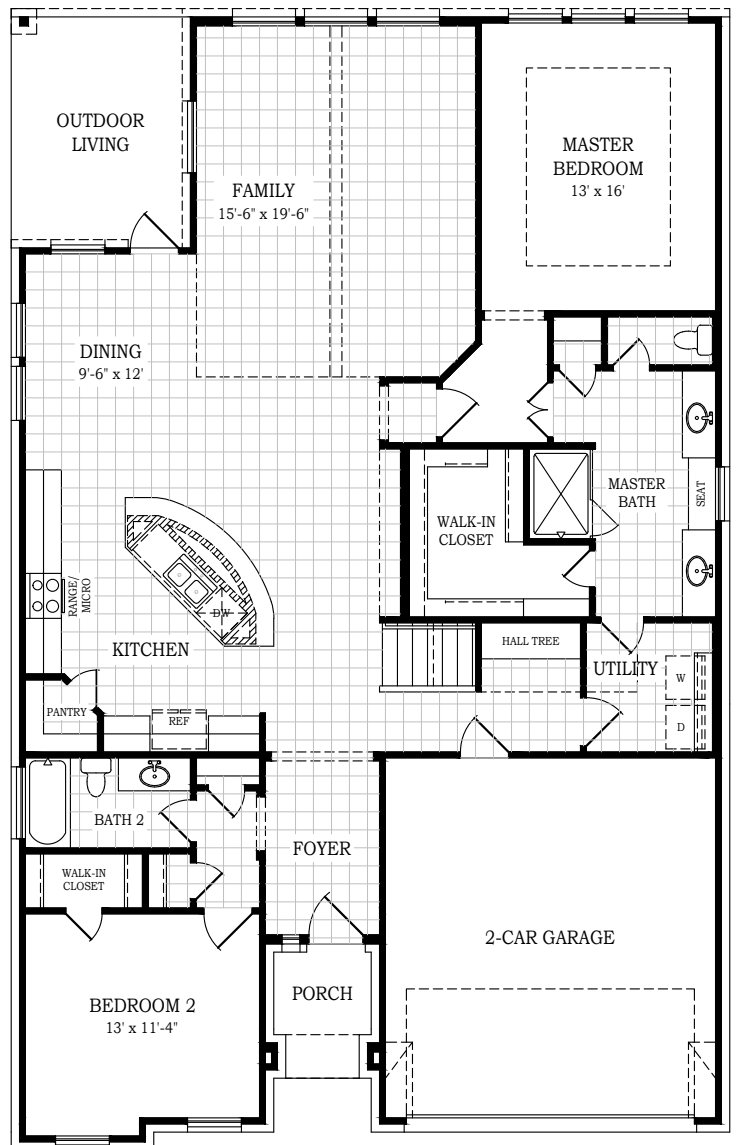 OUTDOOR
LIVING
FAMILY
15'-6" x 19'-6"
MASTER
BEDROOM
13' x 16'
DINING
9'-6" x 12'
WALK-IN
CLOSET
MASTER
BATH
SEAT
RANGE/
MICRO
DW
KITCHEN
HALL TREE
UTILITY
W
D
PANTRY
REF
BATH 2
WALK-IN
CLOSET
FOYER
2-CAR GARAGE
PORCH
BEDROOM 2
13' x 11'-4"